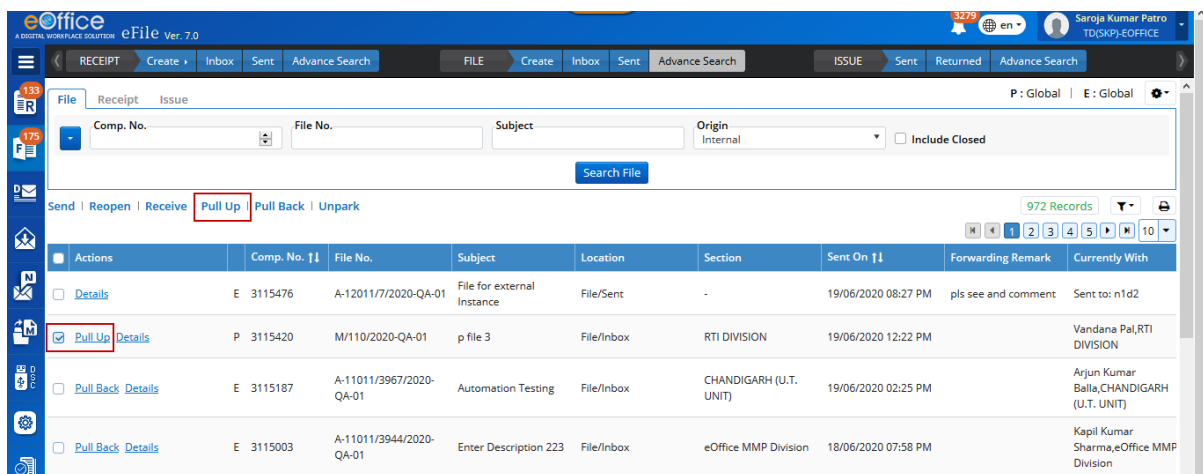 eOffice
A DIGITAL WORKPLACE SOLUTION eFile Ver. 7.0
3279 en Saroja Kumar Patro
TD(SKP)-EOFFICE
RECEIPT Create Inbox Sent Advance Search FILE Create Inbox Sent Advance Search ISSUE Sent Returned Advance Search
133 R
175 F
D
N
M
DSC
File Receipt Issue P : Global | E : Global
Comp. No. File No. Subject Origin
Internal Include Closed
Search File
Send | Reopen | Receive | Pull Up | Pull Back | Unpark 972 Records
1 2 3 4 5 10
Actions Comp. No. File No. Subject Location Section Sent On Forwarding Remark Currently With
Details E 3115476 A-12011/7/2020-QA-01 File for external
Instance File/Sent - 19/06/2020 08:27 PM pls see and comment Sent to: n1d2
Pull Up Details P 3115420 M/110/2020-QA-01 p file 3 File/Inbox RTI DIVISION 19/06/2020 12:22 PM Vandana Pal,RTI
DIVISION
Pull Back Details E 3115187 A-11011/3967/2020-
QA-01 Automation Testing File/Inbox CHANDIGARH (U.T.
UNIT) 19/06/2020 02:25 PM Arjun Kumar
Balla,CHANDIGARH
(U.T. UNIT)
Pull Back Details E 3115003 A-11011/3944/2020-
QA-01 Enter Description 223 File/Inbox eOffice MMP Division 18/06/2020 07:58 PM Kapil Kumar
Sharma,eOffice MMP
Division